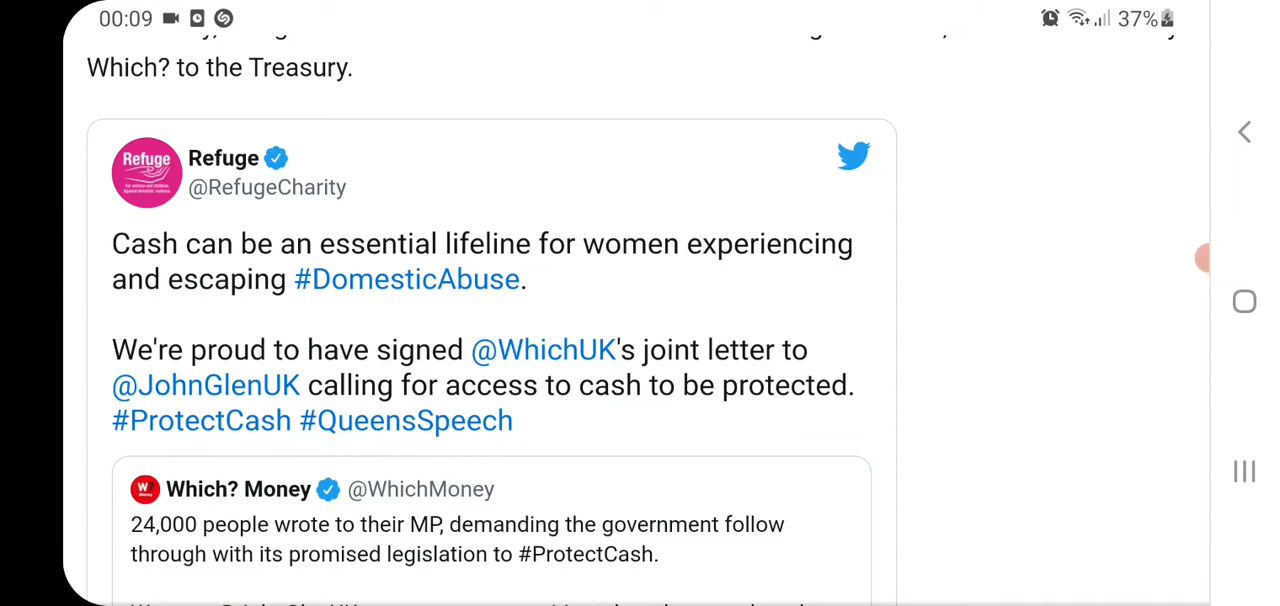 00:09
37%
Which? to the Treasury.
Refuge
Refuge
@RefugeCharity
Cash can be an essential lifeline for women experiencing
and escaping #DomesticAbuse.
We're proud to have signed @WhichUK's joint letter to
@JohnGlenUK calling for access to cash to be protected.
#ProtectCash #QueensSpeech
Which? Money @WhichMoney
24,000 people wrote to their MP, demanding the government follow
through with its promised legislation to #ProtectCash.